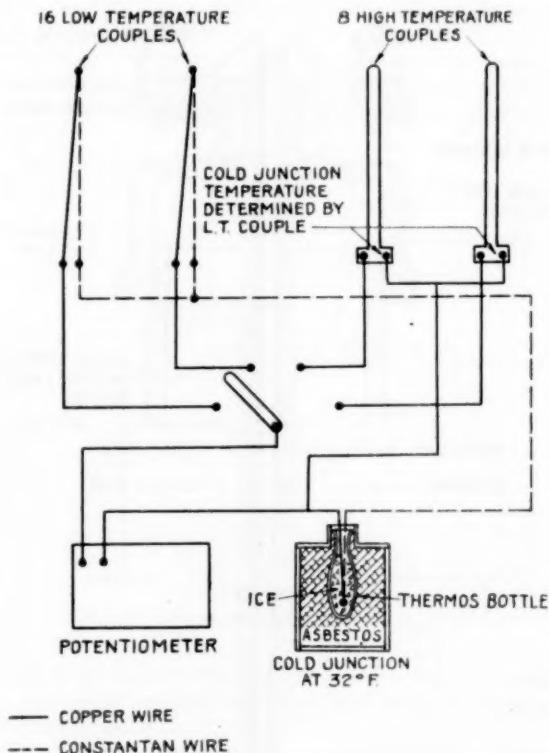 16 LOW TEMPERATURE
COUPLES
8 HIGH TEMPERATURE
COUPLES
COLD JUNCTION
TEMPERATURE
DETERMINED BY
L.T. COUPLE
ICE
THERMOS BOTTLE
ASBESTOS
POTENTIOMETER
COLD JUNCTION
AT 32°F.
COPPER WIRE
CONSTANTAN WIRE